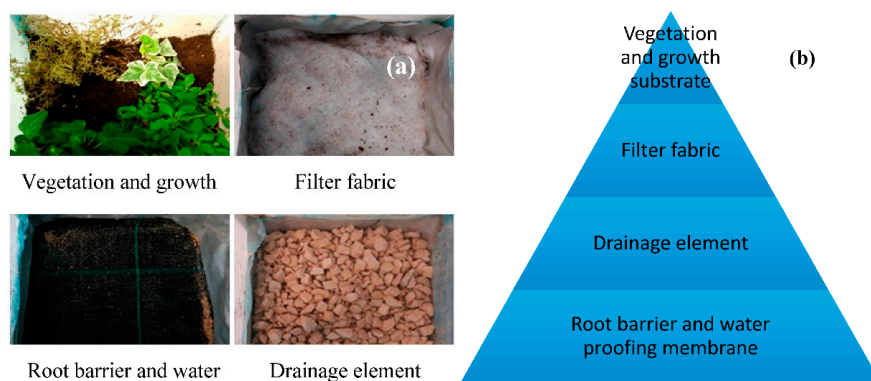 (a)
Vegetation and growth
Filter fabric
Root barrier and water
Drainage element
(b)
Vegetation
and growth
substrate
Filter fabric
Drainage element
Root barrier and water
proofing membrane